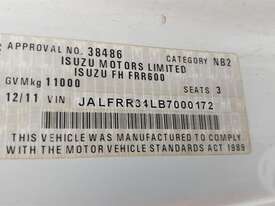 APPROVAL NO. 38486 CATEGORY NB2
ISUZU MOTORS LIMITED
ISUZU FH FRR600
GVMkg 11000 SEATS 3
12/11 VIN JALFRR34LB7000172
THIS VEHICLE WAS MANUFACTURED TO COMPLY
WITH THE MOTOR VEHICLE STANDARDS ACT 1989